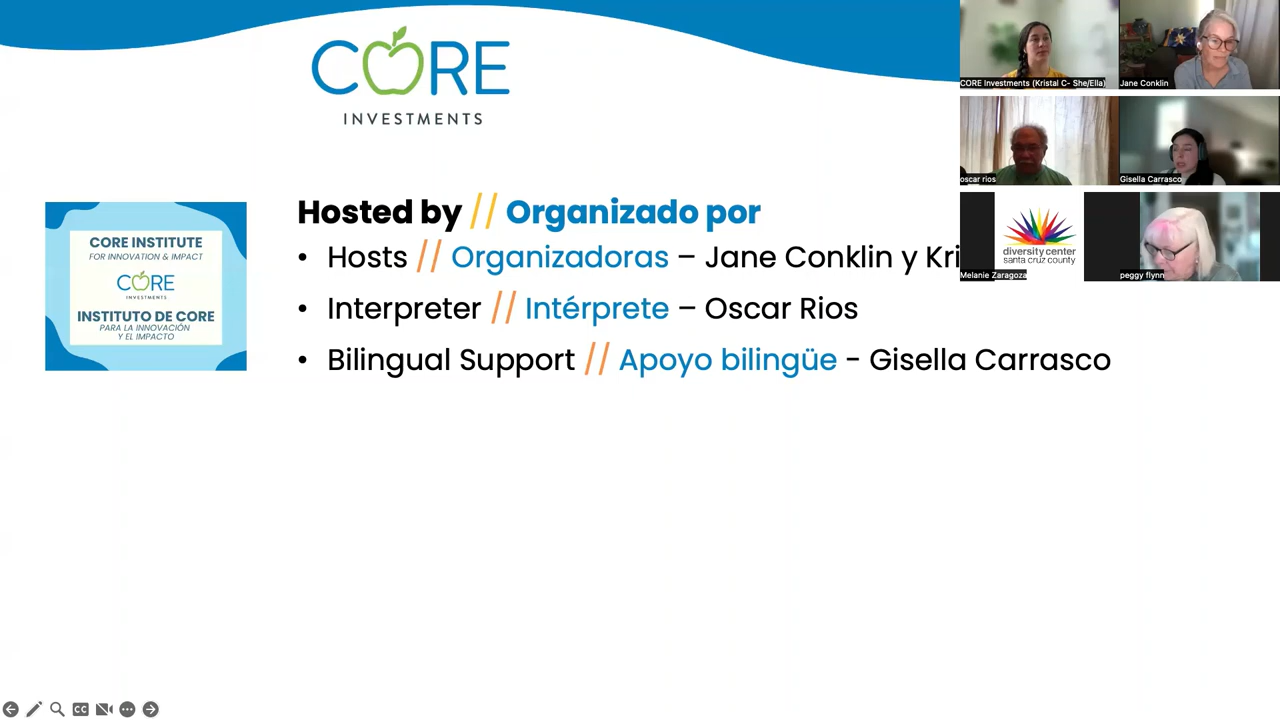 CORE
INVESTMENTS
CORE INSTITUTE
FOR INNOVATION & IMPACT
CORE
INVESTMENTS
INSTITUTO DE CORE
PARA LA INNOVACIÓN
Y EL IMPACTO
Hosted by // Organizado por
• Hosts // Organizadoras – Jane Conklin y Kri
• Interpreter // Intérprete – Oscar Rios
• Bilingual Support // Apoyo bilingüe - Gisella Carrasco
CORE Investments (Kristal C- She/Ella)
Jane Conklin
oscar rios
Gisella Carrasco
diversity center
santa cruz county
Melanie Zaragoza
peggy flynn
CC